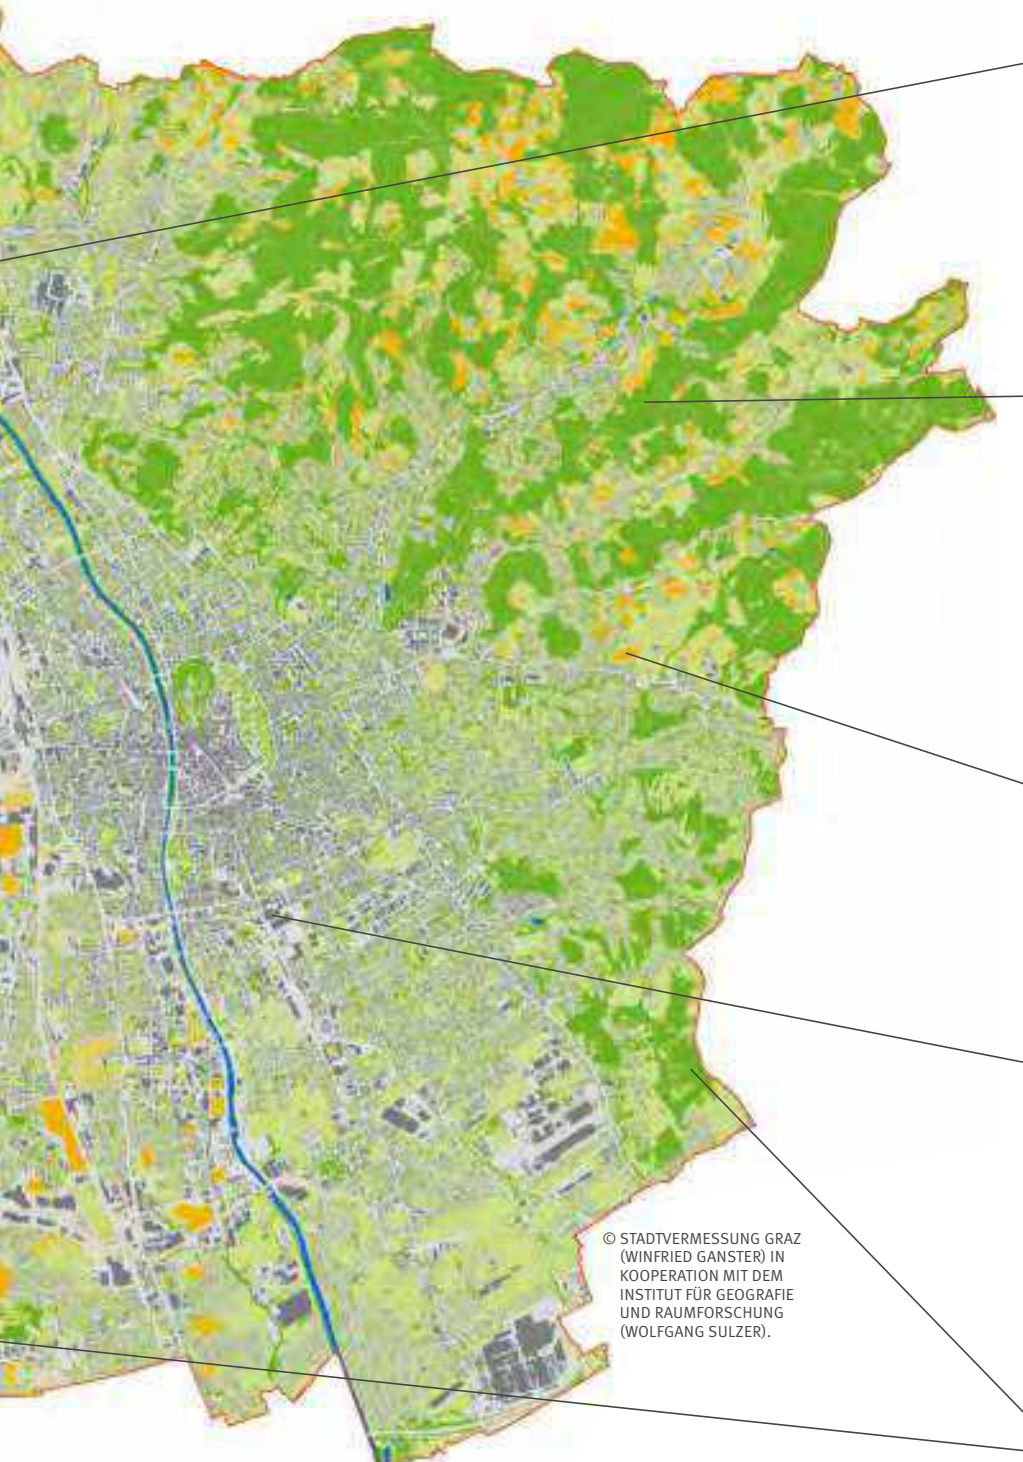 © STADTVERMESSUNG GRAZ
(WINFRIED GANSTER) IN
KOOPERATION MIT DEM
INSTITUT FÜR GEOGRAFIE
UND RAUMFORSCHUNG
(WOLFGANG SULZER).